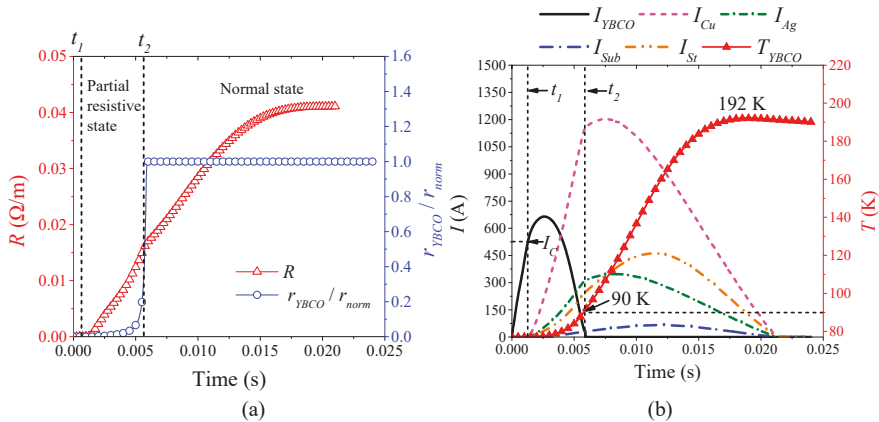 t1 t2
Partial resistive state
Normal state
R (Ω/m)
0.05
0.04
0.03
0.02
0.01
0.00
1.6
1.4
1.2
1.0
0.8
0.6
0.4
0.2
0.0
rYBCO / rnorm
R
rYBCO / rnorm
0.000 0.005 0.010 0.015 0.020 0.025
Time (s)
(a)
IYBCO ICu IAg
ISub ISt TYBCO
I (A)
1500
1350
1200
1050
900
750
600
450
300
150
0
t1 t2
192 K
IC
90 K
220
200
180
160
140
120
100
80
T (K)
0.000 0.005 0.010 0.015 0.020 0.025
Time (s)
(b)